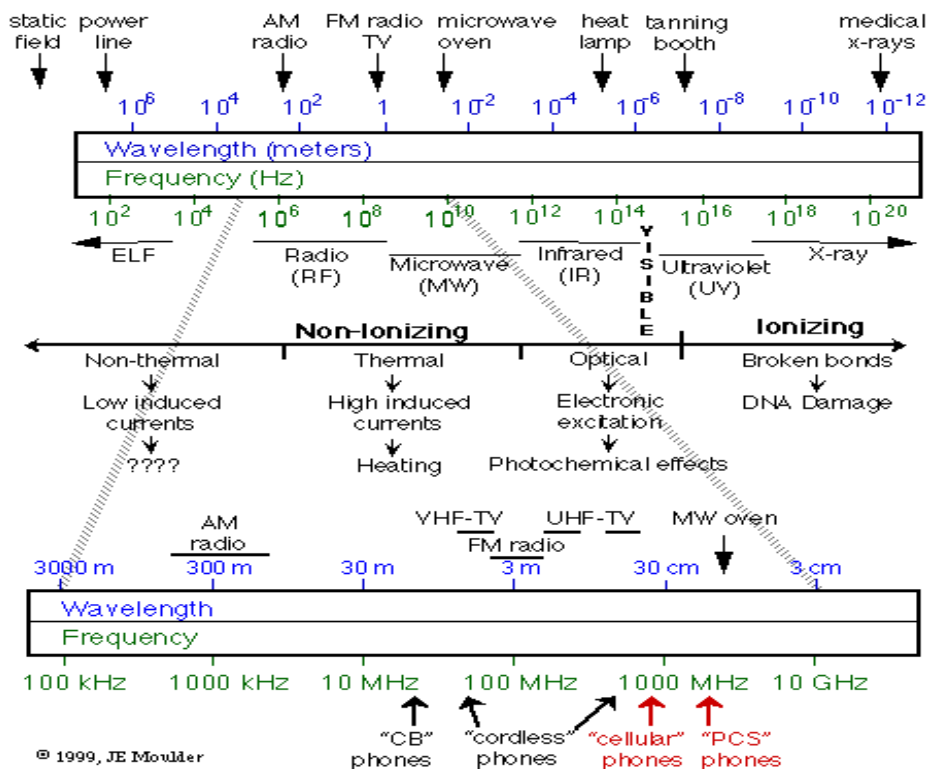 static power AM FM radio microwave heat tanning medical
field line radio TV oven lamp booth x-rays
10^6 10^4 10^2 1 10^-2 10^-4 10^-6 10^-8 10^-10 10^-12
Wavelength (meters)
Frequency (Hz)
10^2 10^4 10^6 10^8 10^10 10^12 10^14 10^16 10^18 10^20
ELF Radio (RF) Microwave (MW) Infrared (IR) VISIBLE Ultraviolet (UV) X-ray
Non-Ionizing Ionizing
Non-thermal Thermal Optical Broken bonds
Low induced High induced Electronic DNA Damage
currents currents excitation
???? Heating Photochemical effects
AM radio VHF-TV UHF-TV MW oven
FM radio
3000 m 300 m 30 m 3 m 30 cm 3 cm
Wavelength
Frequency
100 kHz 1000 kHz 10 MHz 100 MHz 1000 MHz 10 GHz
"CB" "cordless" "cellular" "PCS"
phones phones phones phones
© 1999, JE Moulder